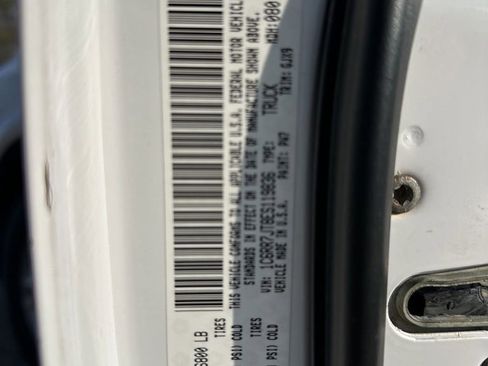 6800 LB
TIRES
PSI) COLD
TIRES
PSI) COLD
THIS VEHICLE CONFORMS TO ALL APPLICABLE U.S.A. FEDERAL MOTOR VEHICLE
STANDARDS IN EFFECT ON THE DATE OF MANUFACTURE SHOWN ABOVE.
VIN: 1C6RR7JT8ES119836 TYPE: TRUCK MDH: 080
VEHICLE MADE IN U.S.A. PAINT: PW7 TRIM: GJX9